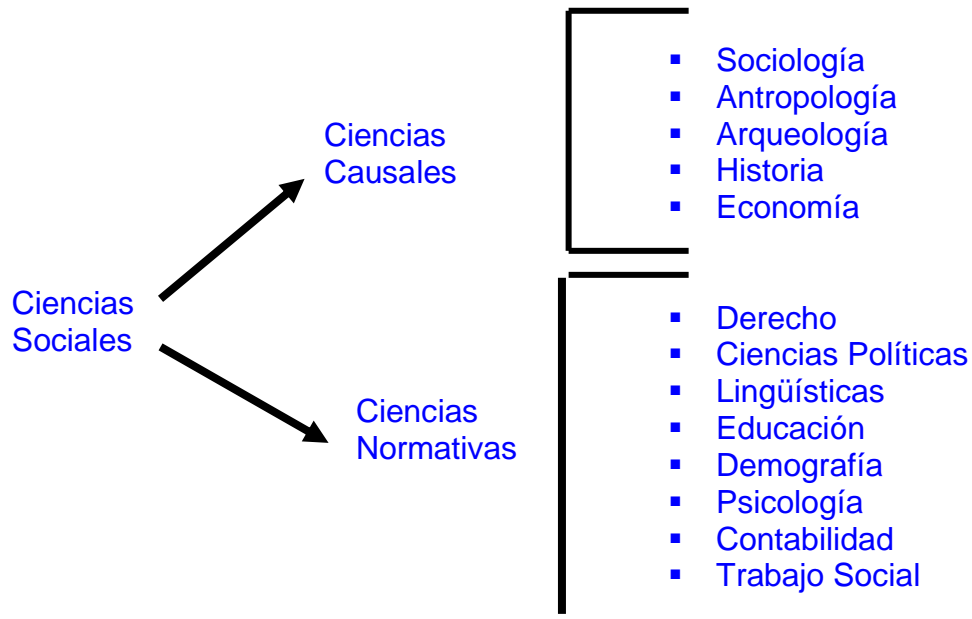 Ciencias
Sociales
Ciencias
Causales
▪ Sociología
▪ Antropología
▪ Arqueología
▪ Historia
▪ Economía
Ciencias
Normativas
▪ Derecho
▪ Ciencias Políticas
▪ Lingüísticas
▪ Educación
▪ Demografía
▪ Psicología
▪ Contabilidad
▪ Trabajo Social